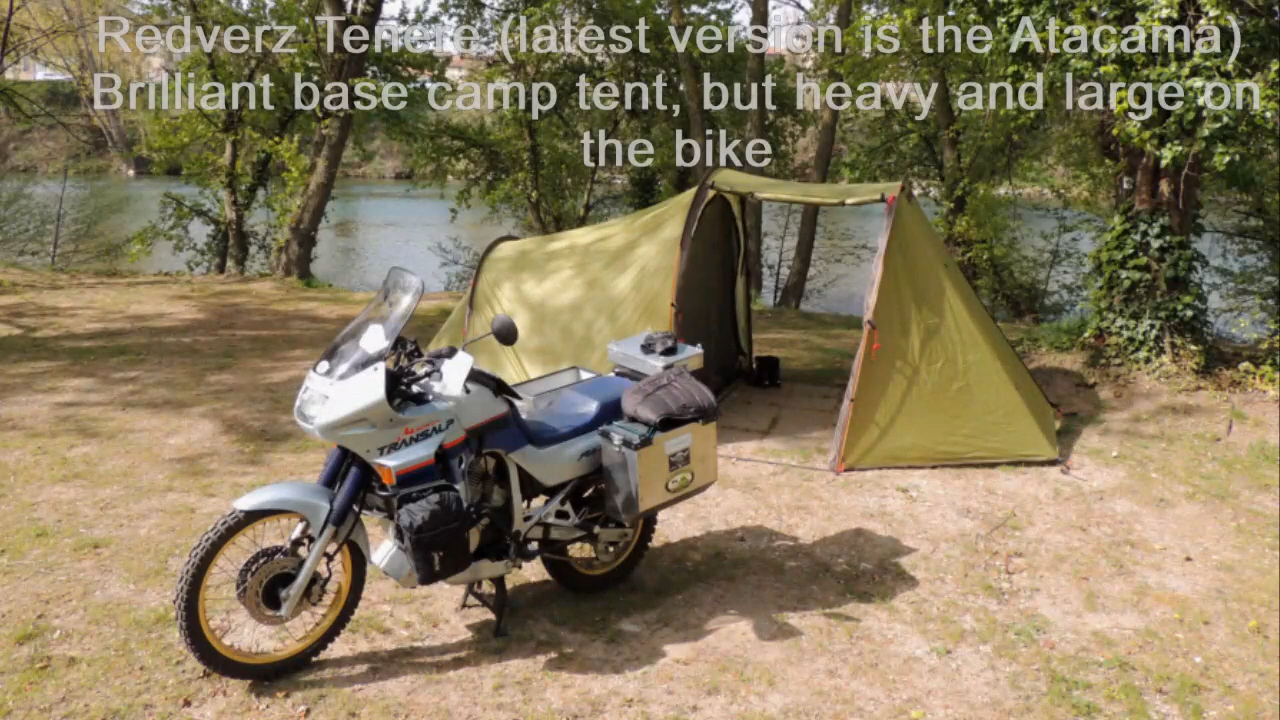 Redverz Tenere (latest version is the Atacama)
Brilliant base camp tent, but heavy and large on
the bike
TRANSALP